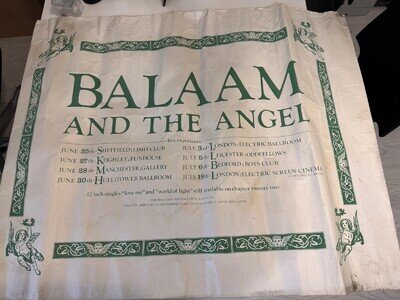 BALAAM
AND THE ANGEL
live experience
JUNE 25th SHEFFIELD; LIMIT CLUB
JUNE 27th KEIGHLEY; FUNHOUSE
JUNE 28th MANCHESTER; GALLERY
JUNE 30th HULL; TOWER BALLROOM
JULY 3rd LONDON; ELECTRIC BALLROOM
JULY 5th LEICESTER; ODDFELLOWS
JULY 6th BEDFORD; BOYS CLUB
JULY 19th LONDON; ELECTRIC SCREEN CINEMA
12 inch singles "love me" and "world of light" still available on chapter twenty two